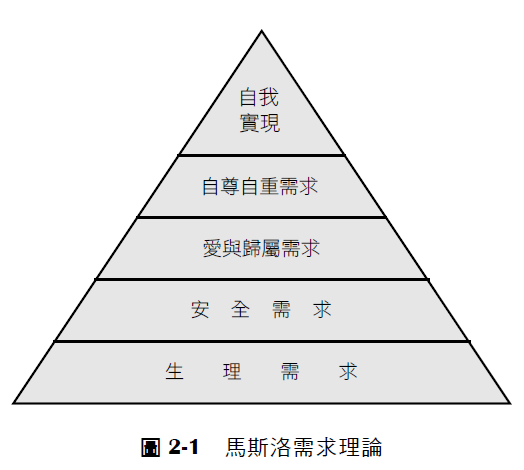 自我
實現
自尊自重需求
愛與歸屬需求
安全需求
生理需求
圖 2-1 馬斯洛需求理論